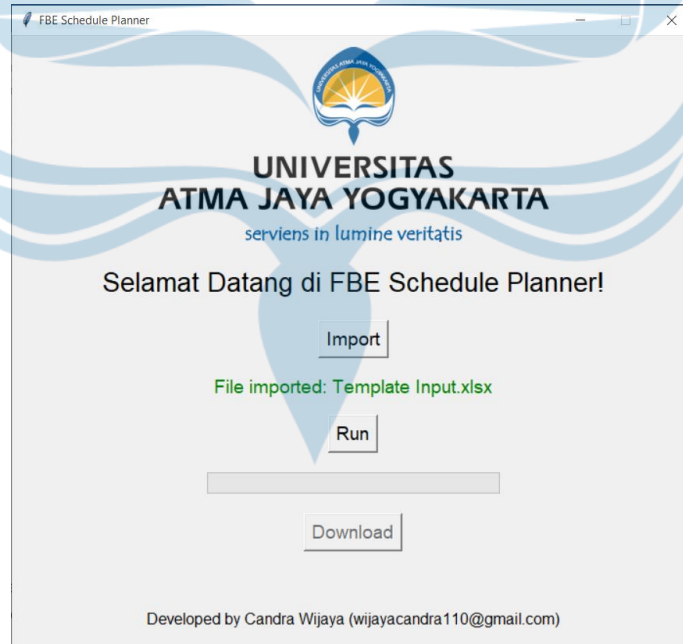 FBE Schedule Planner
UNIVERSITAS ATMA JAYA YOGYAKARTA
UNIVERSITAS
ATMA JAYA YOGYAKARTA
serviens in lumine veritatis
Selamat Datang di FBE Schedule Planner!
Import
File imported: Template Input.xlsx
Run
Download
Developed by Candra Wijaya (wijayacandra110@gmail.com)